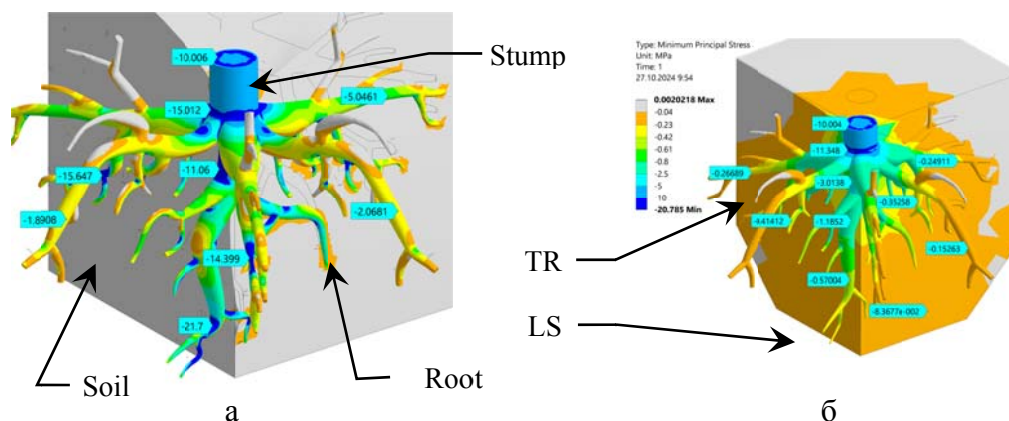 -10.006
Stump
-15.012
-5.0461
-11.06
-15.647
-1.8908
-2.0681
-14.399
-21.7
Soil
Root
а
Type: Minimum Principal Stress
Unit: MPa
Time: 1
27.10.2024 9:54
0.0020218 Max
-0.04
-0.23
-0.42
-0.61
-0.8
-2.5
-5
10
-20.785 Min
-10.004
-11.348
-0.24911
-0.26689
-3.0138
-0.35258
-4.41412
-1.1852
-0.15263
-0.57004
-8.3677e-002
TR
LS
б